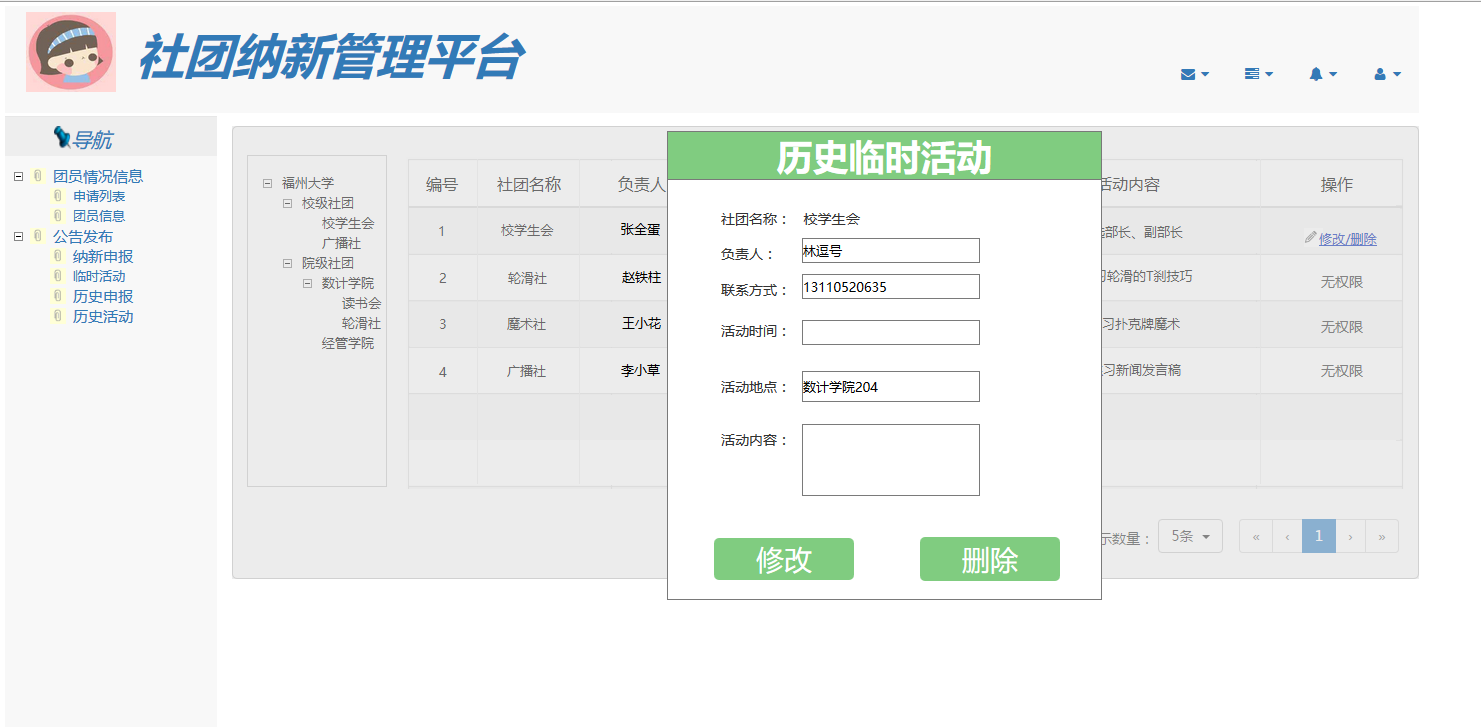 社团纳新管理平台
导航
团员情况信息
申请列表
团员信息
公告发布
纳新申报
临时活动
历史申报
历史活动
福州大学
校级社团
校学生会
广播社
院级社团
数计学院
读书会
轮滑社
经管学院
编号 社团名称 负责人 活动内容 操作
1 校学生会 张全蛋 部长、副部长 修改/删除
2 轮滑社 赵铁柱 轮滑的T刹技巧 无权限
3 魔术社 王小花 习扑克牌魔术 无权限
4 广播社 李小草 习新闻发言稿 无权限
示数量： 5条 « ‹ 1 › »
历史临时活动
社团名称： 校学生会
负责人： 林逗号
联系方式： 13110520635
活动时间：
活动地点： 数计学院204
活动内容：
修改 删除